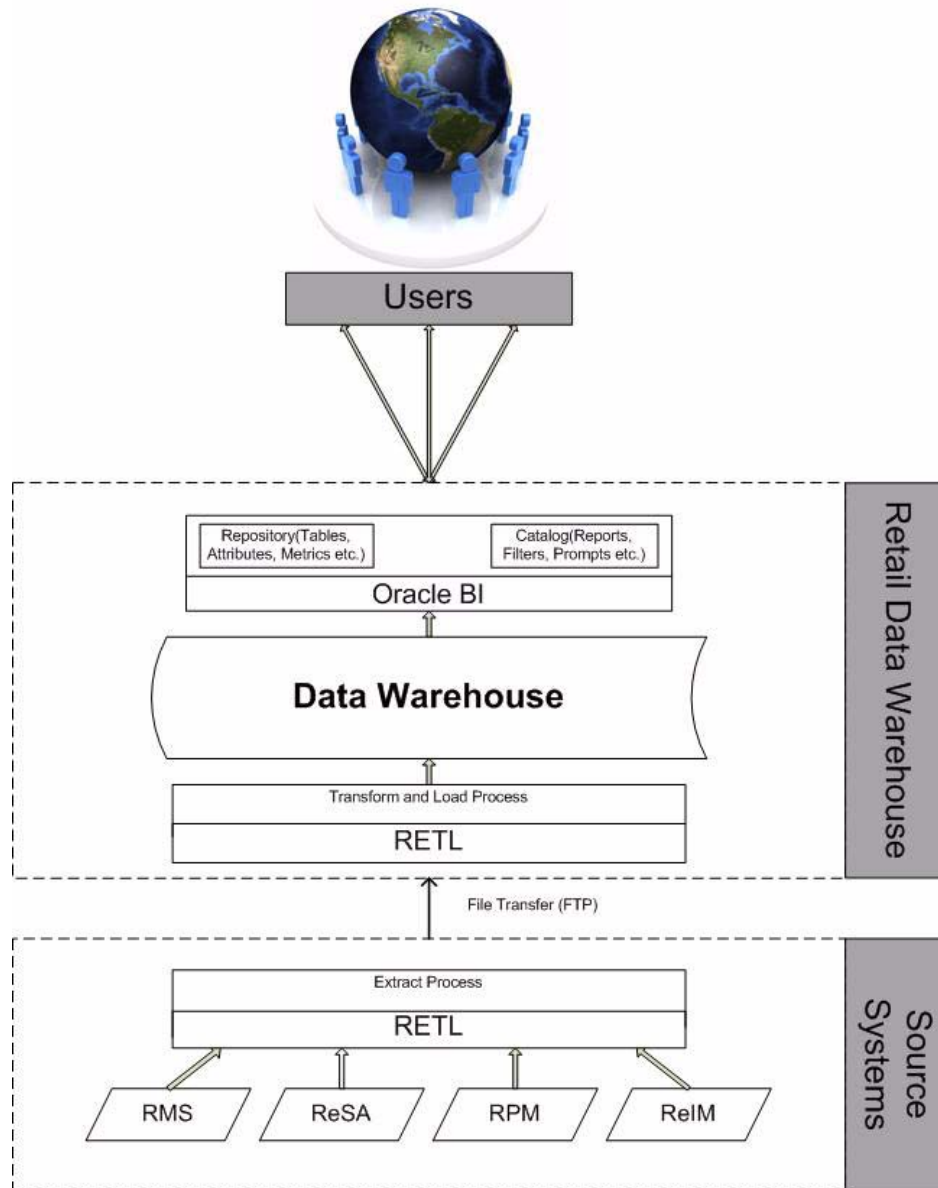 Users
Repository(Tables,
Attributes, Metrics etc.)
Catalog(Reports,
Filters, Prompts etc.)
Oracle BI
Data Warehouse
Transform and Load Process
RETL
Retail Data Warehouse
File Transfer (FTP)
Extract Process
RETL
RMS
ReSA
RPM
ReIM
Source
Systems